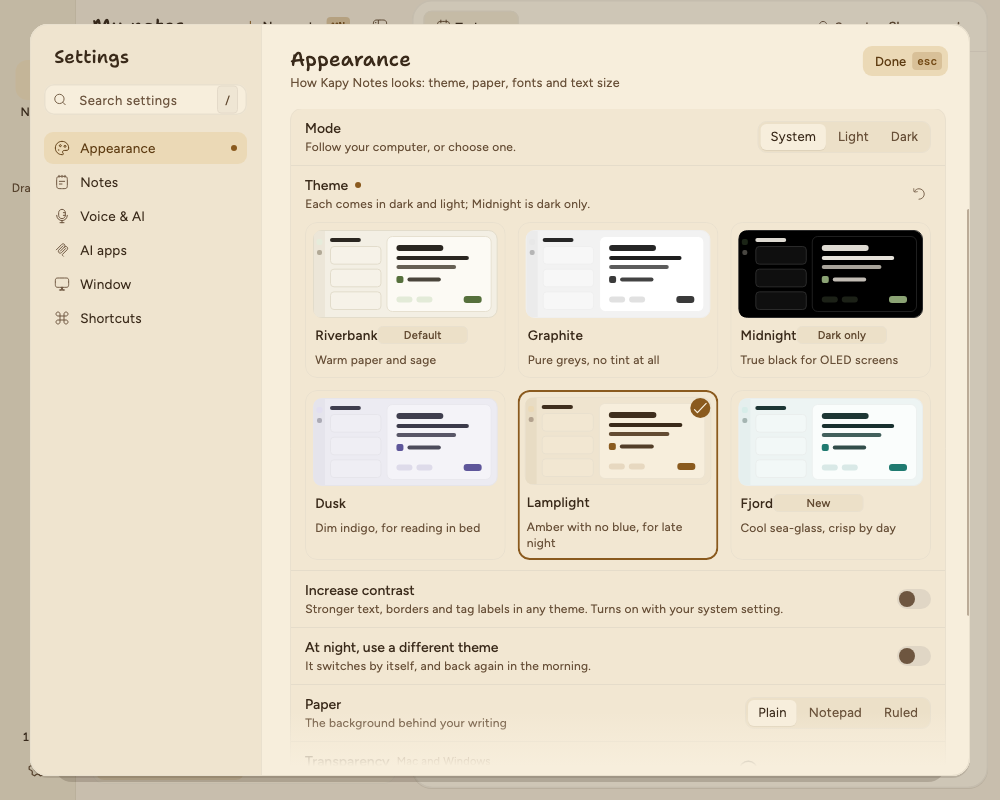 My notes
Settings
Search settings
/
Appearance
Notes
Voice & AI
AI apps
Window
Shortcuts
Appearance
How Kapy Notes looks: theme, paper, fonts and text size
Done esc
Mode
Follow your computer, or choose one.
System Light Dark
Theme
Each comes in dark and light; Midnight is dark only.
Riverbank Default
Warm paper and sage
Graphite
Pure greys, no tint at all
Midnight Dark only
True black for OLED screens
Dusk
Dim indigo, for reading in bed
Lamplight
Amber with no blue, for late
night
Fjord New
Cool sea-glass, crisp by day
Increase contrast
Stronger text, borders and tag labels in any theme. Turns on with your system setting.
At night, use a different theme
It switches by itself, and back again in the morning.
Paper
The background behind your writing
Plain Notepad Ruled
Transparency Mac and Windows